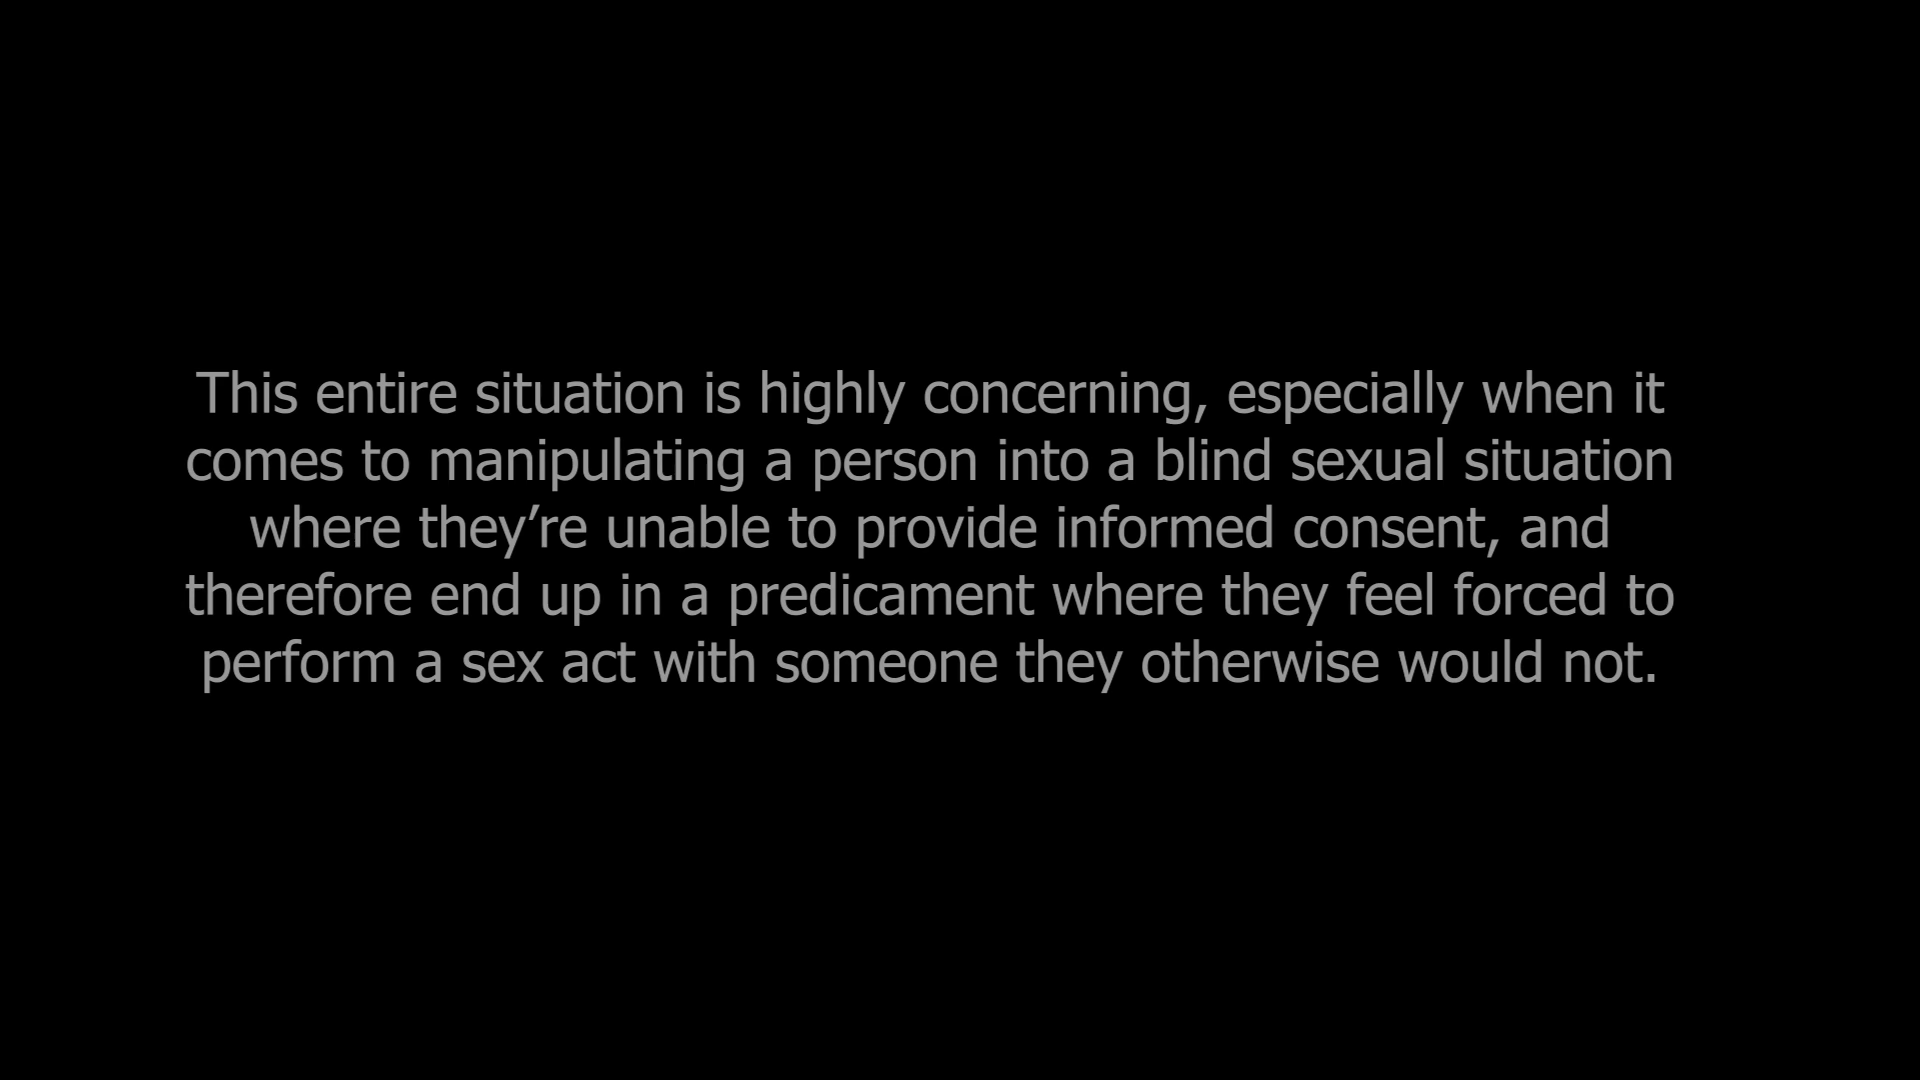 This entire situation is highly concerning, especially when it
comes to manipulating a person into a blind sexual situation
where they’re unable to provide informed consent, and
therefore end up in a predicament where they feel forced to
perform a sex act with someone they otherwise would not.